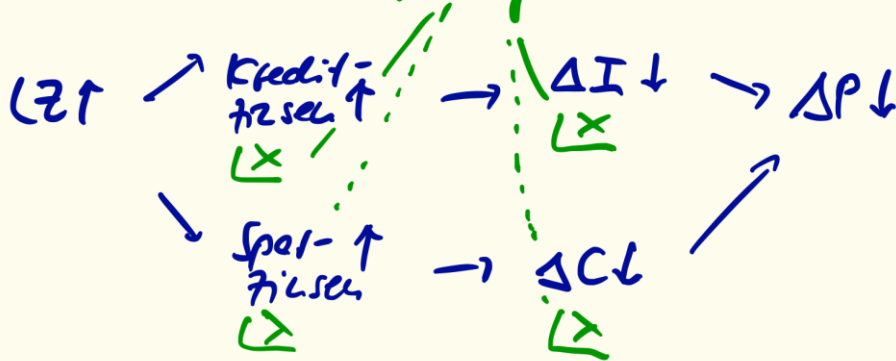 LZ↑ → Kredit-
zinsen ↑ → ΔI ↓ → ΔP ↓
Spar- ↑
zinsen → ΔC ↓